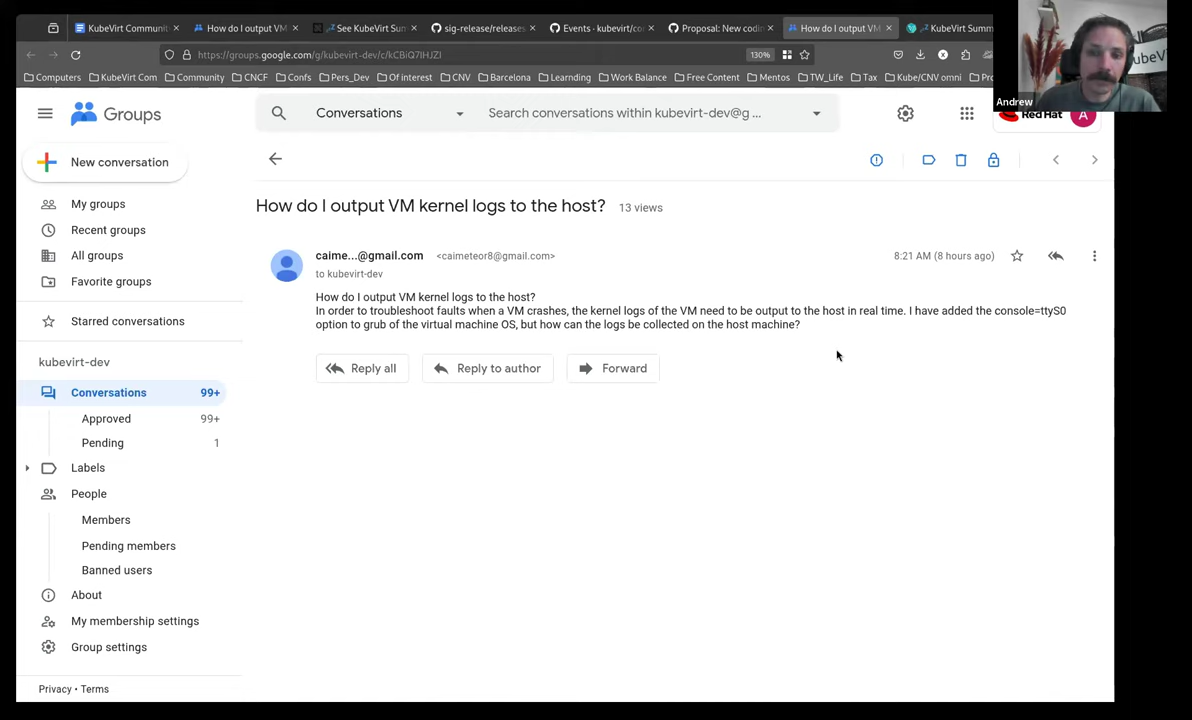 KubeVirt Communit
How do I output VM
See KubeVirt Sum
sig-release/releases
Events · kubevirt/co
Proposal: New codin
How do I output VM
KubeVirt Summ
https://groups.google.com/g/kubevirt-dev/c/kCBiQ7lHJZI
130%
Computers
KubeVirt Com
Community
CNCF
Confs
Pers_Dev
Of interest
CNV
Barcelona
Learning
Work Balance
Free Content
Mentos
TW_Life
Tax
Kube/CNV omni
Andrew
Groups
Conversations
Search conversations within kubevirt-dev@g ...
Red Hat
A
New conversation
My groups
Recent groups
All groups
Favorite groups
Starred conversations
kubevirt-dev
Conversations 99+
Approved 99+
Pending 1
Labels
People
Members
Pending members
Banned users
About
My membership settings
Group settings
Privacy • Terms
How do I output VM kernel logs to the host? 13 views
caime...@gmail.com <caimeteor8@gmail.com> 8:21 AM (8 hours ago)
to kubevirt-dev
How do I output VM kernel logs to the host?
In order to troubleshoot faults when a VM crashes, the kernel logs of the VM need to be output to the host in real time. I have added the console=ttyS0
option to grub of the virtual machine OS, but how can the logs be collected on the host machine?
Reply all
Reply to author
Forward